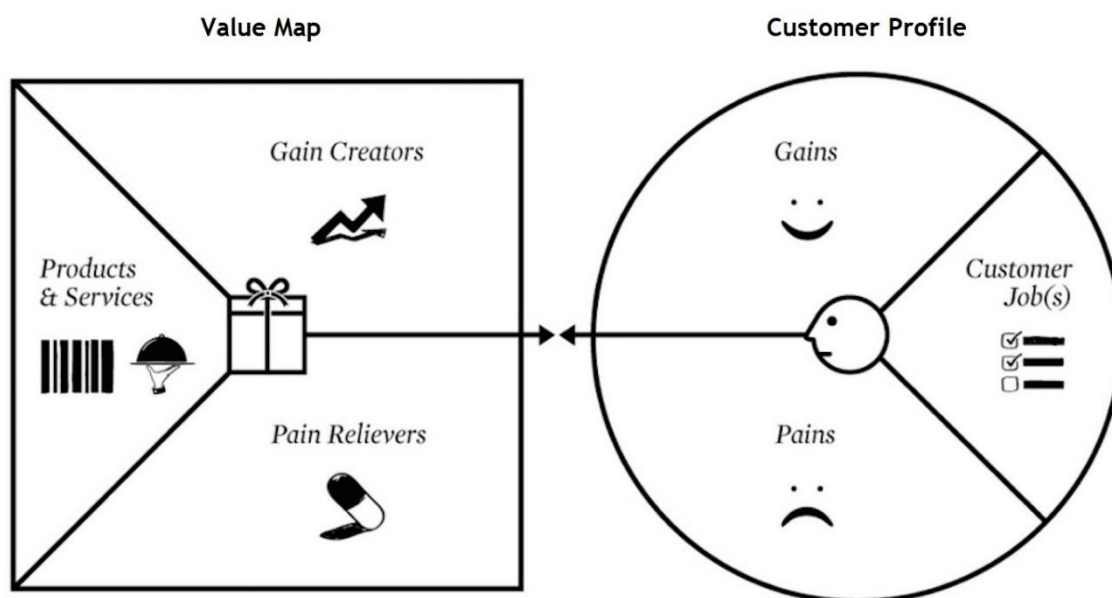 Value Map
Customer Profile
Gain Creators
Gains
Products
& Services
Customer
Job(s)
Pain Relievers
Pains